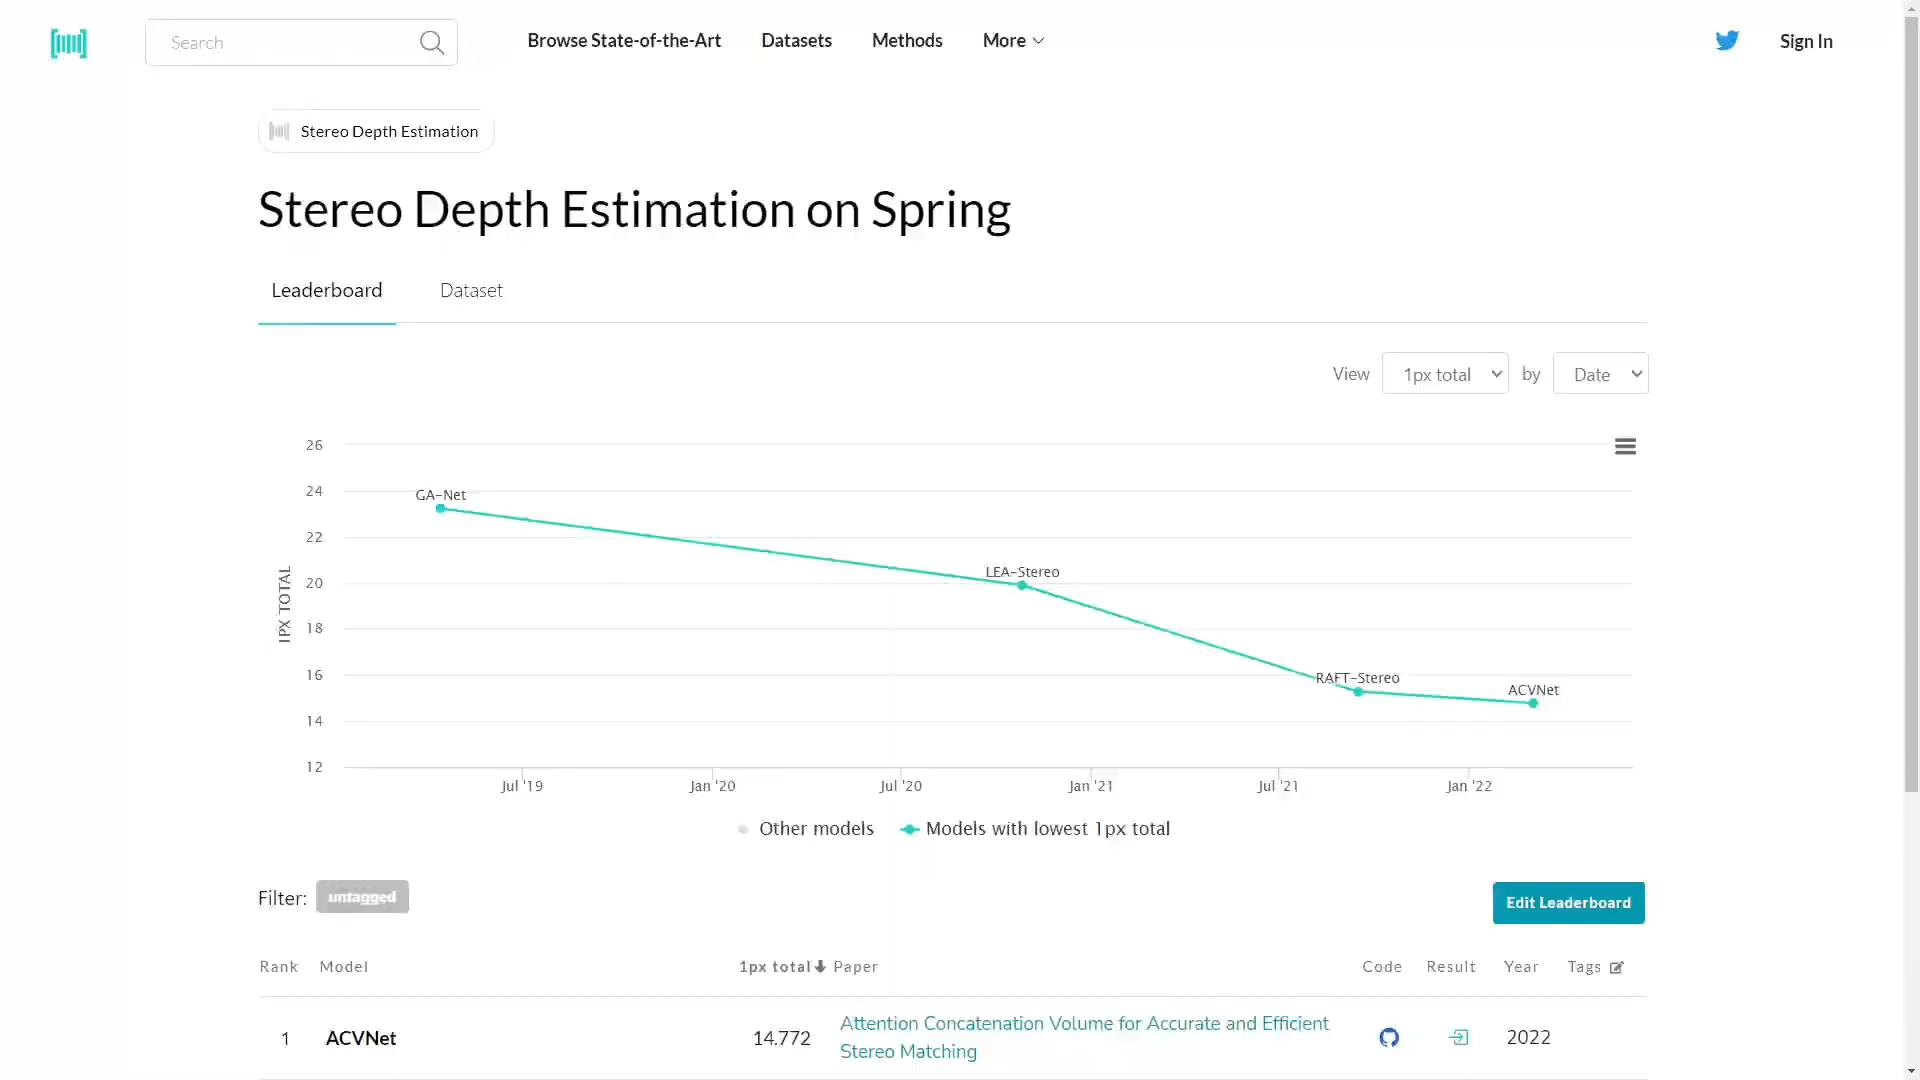 Search
Browse State-of-the-Art Datasets Methods More
Sign In
Stereo Depth Estimation
Stereo Depth Estimation on Spring
Leaderboard Dataset
View 1px total by Date
26
24
22
20
18
16
14
12
1PX TOTAL
GA-Net
LEA-Stereo
RAFT-Stereo
ACVNet
Jul '19 Jan '20 Jul '20 Jan '21 Jul '21 Jan '22
Other models Models with lowest 1px total
Filter: untagged
Edit Leaderboard
Rank Model 1px total Paper Code Result Year Tags
1 ACVNet 14.772 Attention Concatenation Volume for Accurate and Efficient 2022
Stereo Matching